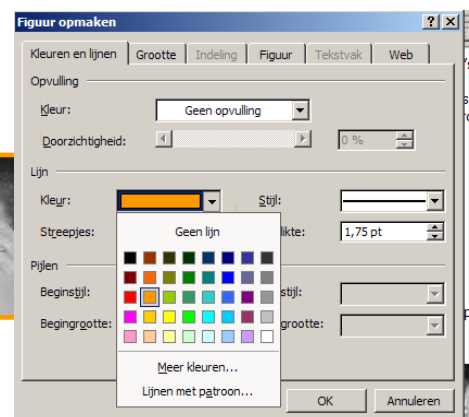 Figuur opmaken
Kleuren en lijnen Grootte Indeling Figuur Tekstvak Web
Opvulling
Kleur: Geen opvulling
Doorzichtigheid: 0 %
Lijn
Kleur: Stijl:
Geen lijn
Streepjes: ikte: 1,75 pt
Pijlen
Beginstijl: stijl:
Begingrootte: grootte:
Meer kleuren...
Lijnen met patroon...
OK Annuleren